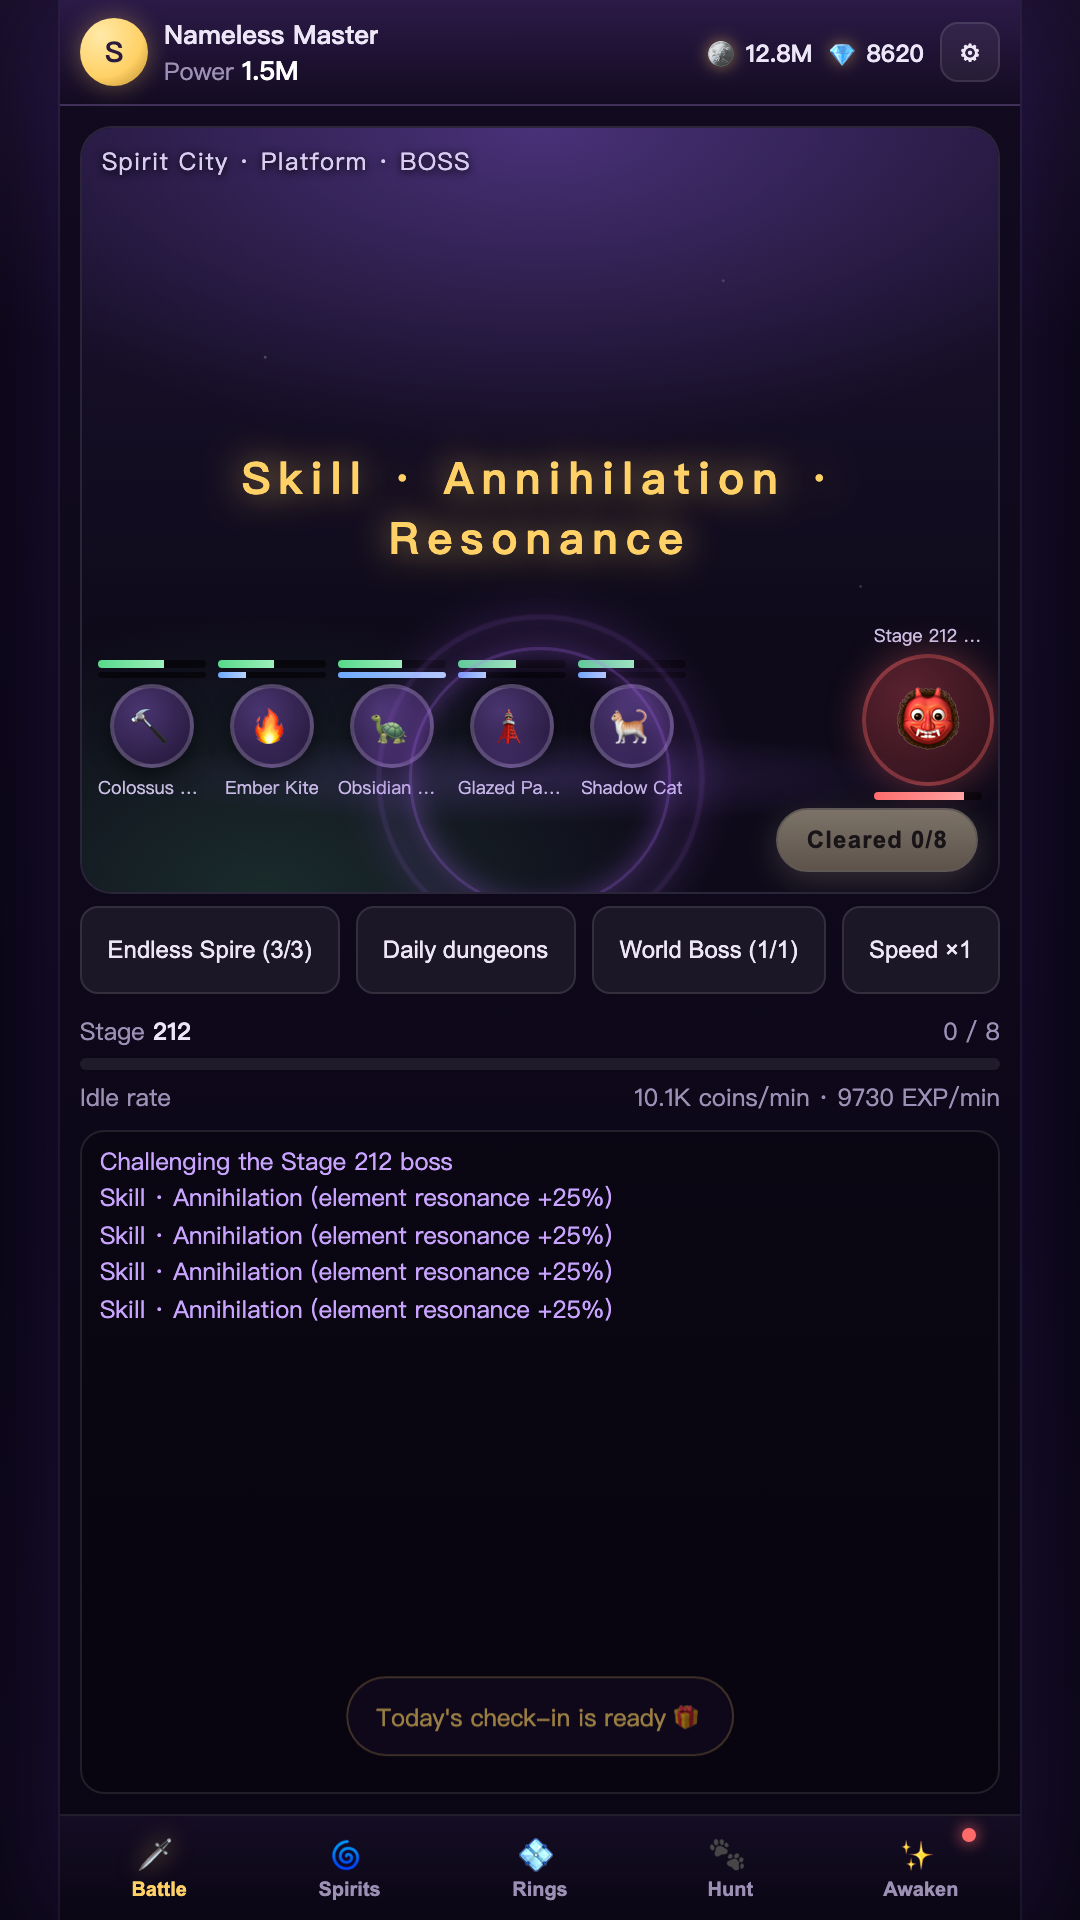 S
Nameless Master
Power 1.5M
12.8M
8620
Spirit City · Platform · BOSS
Skill · Annihilation ·
Resonance
Stage 212 ...
Colossus ...
Ember Kite
Obsidian ...
Glazed Pa...
Shadow Cat
Cleared 0/8
Endless Spire (3/3)
Daily dungeons
World Boss (1/1)
Speed ×1
Stage 212
0 / 8
Idle rate
10.1K coins/min · 9730 EXP/min
Challenging the Stage 212 boss
Skill · Annihilation (element resonance +25%)
Skill · Annihilation (element resonance +25%)
Skill · Annihilation (element resonance +25%)
Skill · Annihilation (element resonance +25%)
Today's check-in is ready
Battle
Spirits
Rings
Hunt
Awaken